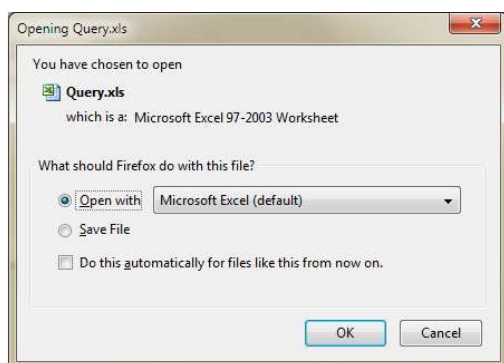 Opening Query.xls
You have chosen to open
Query.xls
which is a: Microsoft Excel 97-2003 Worksheet
What should Firefox do with this file?
Open with Microsoft Excel (default)
Save File
Do this automatically for files like this from now on.
OK Cancel